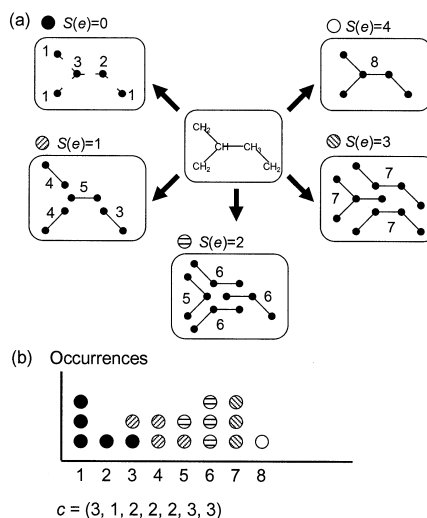 (a)
S(e)=0
S(e)=4
1
3 2
1 1
8
CH₂
CH CH₃
CH₂ CH₂
S(e)=1
S(e)=3
4 5
4 3
7
7
7
S(e)=2
6
5 6
6
(b) Occurrences
1 2 3 4 5 6 7 8
c = (3, 1, 2, 2, 2, 3, 3)